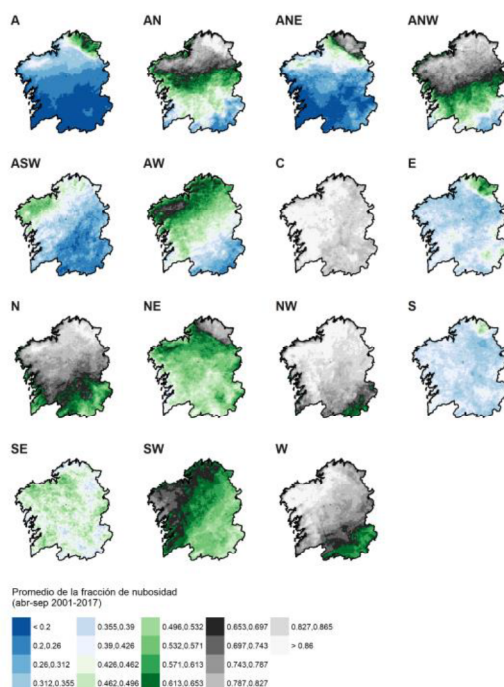 A AN ANE ANW
ASW AW C E
N NE NW S
SE SW W
Promedio de la fracción de nubosidad
(abr-sep 2001-2017)
< 0.2 0.355,0.39 0.496,0.532 0.653,0.697 0.827,0.865
0.2,0.26 0.39,0.426 0.532,0.571 0.697,0.743 > 0.86
0.26,0.312 0.426,0.462 0.571,0.613 0.743,0.787
0.312,0.355 0.462,0.496 0.613,0.653 0.787,0.827